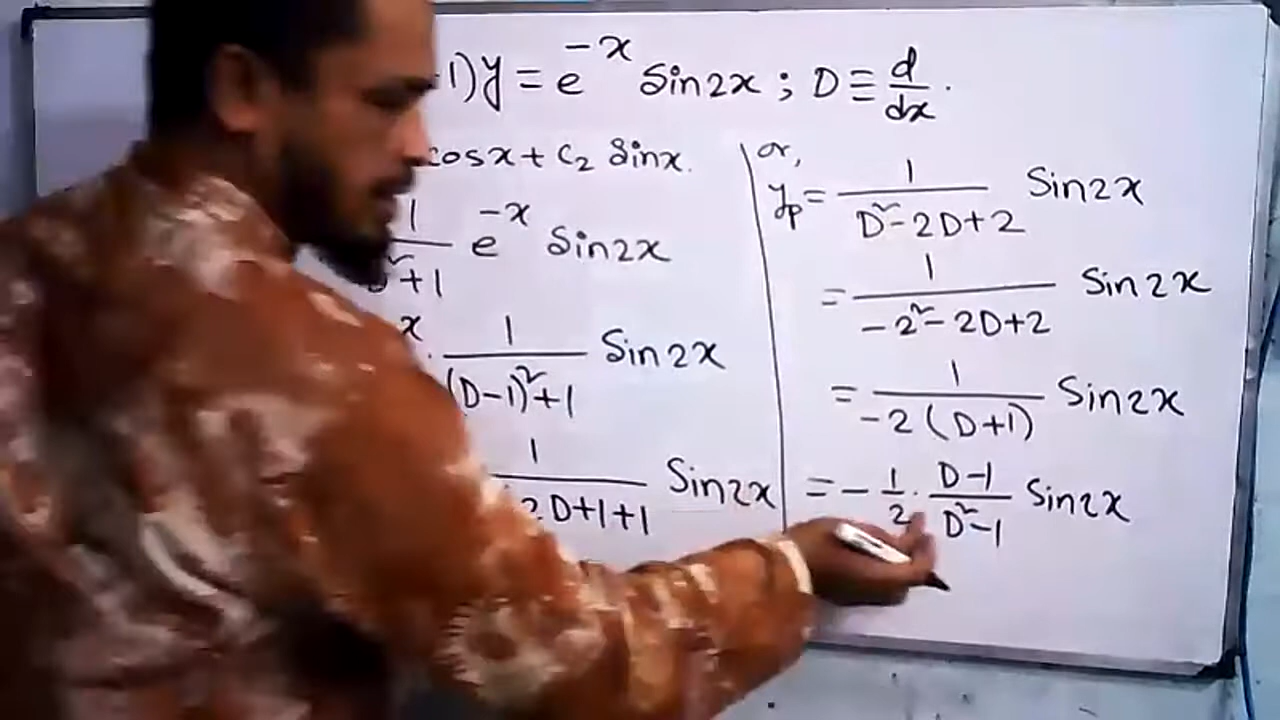 1)y = e^{-x} Sin2x ; D ≡ d/dx.
cosx + c₂ Sinx.
1/(D²+1) e^{-x} Sin2x
x . 1/((D-1)²+1) Sin2x
1/(2D+1+1) Sin2x
or,
y_p = 1/(D²-2D+2) Sin2x
= 1/(-2²-2D+2) Sin2x
= 1/(-2(D+1)) Sin2x
= - 1/2 . (D-1)/(D²-1) Sin2x